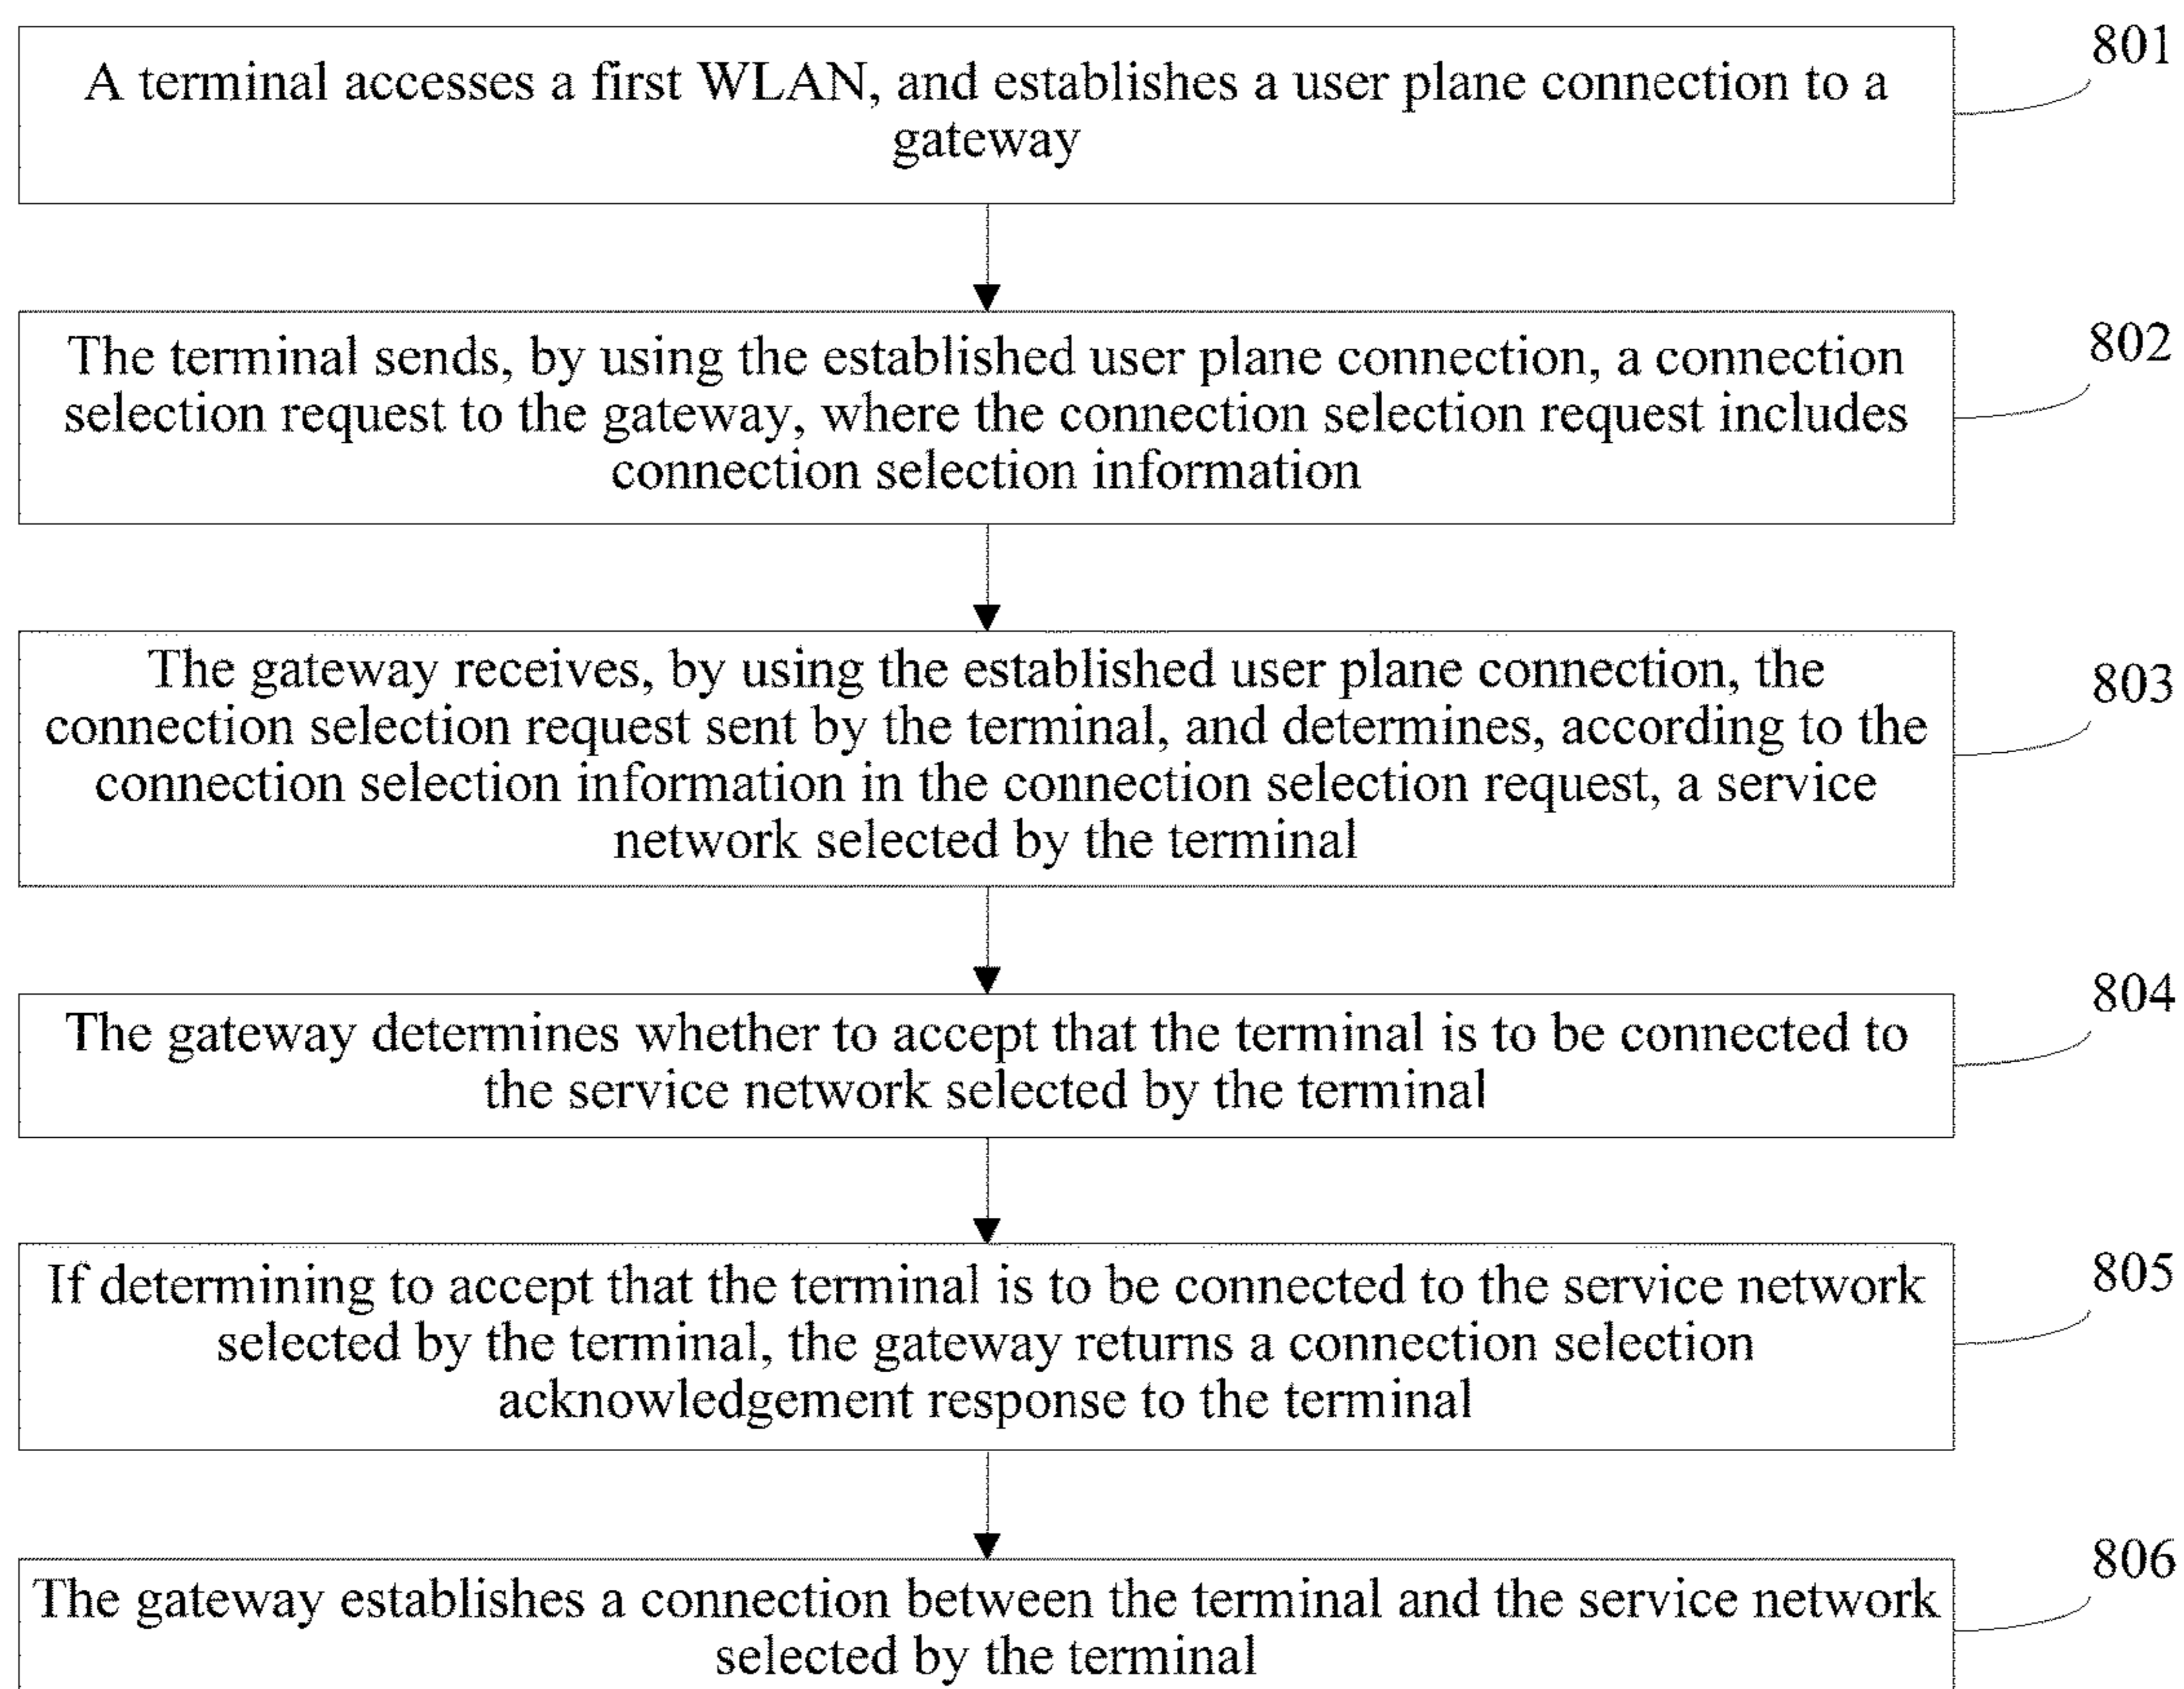 A terminal accesses a first WLAN, and establishes a user plane connection to a
gateway
801
The terminal sends, by using the established user plane connection, a connection
selection request to the gateway, where the connection selection request includes
connection selection information
802
The gateway receives, by using the established user plane connection, the
connection selection request sent by the terminal, and determines, according to the
connection selection information in the connection selection request, a service
network selected by the terminal
803
The gateway determines whether to accept that the terminal is to be connected to
the service network selected by the terminal
804
If determining to accept that the terminal is to be connected to the service network
selected by the terminal, the gateway returns a connection selection
acknowledgement response to the terminal
805
The gateway establishes a connection between the terminal and the service network
selected by the terminal
806